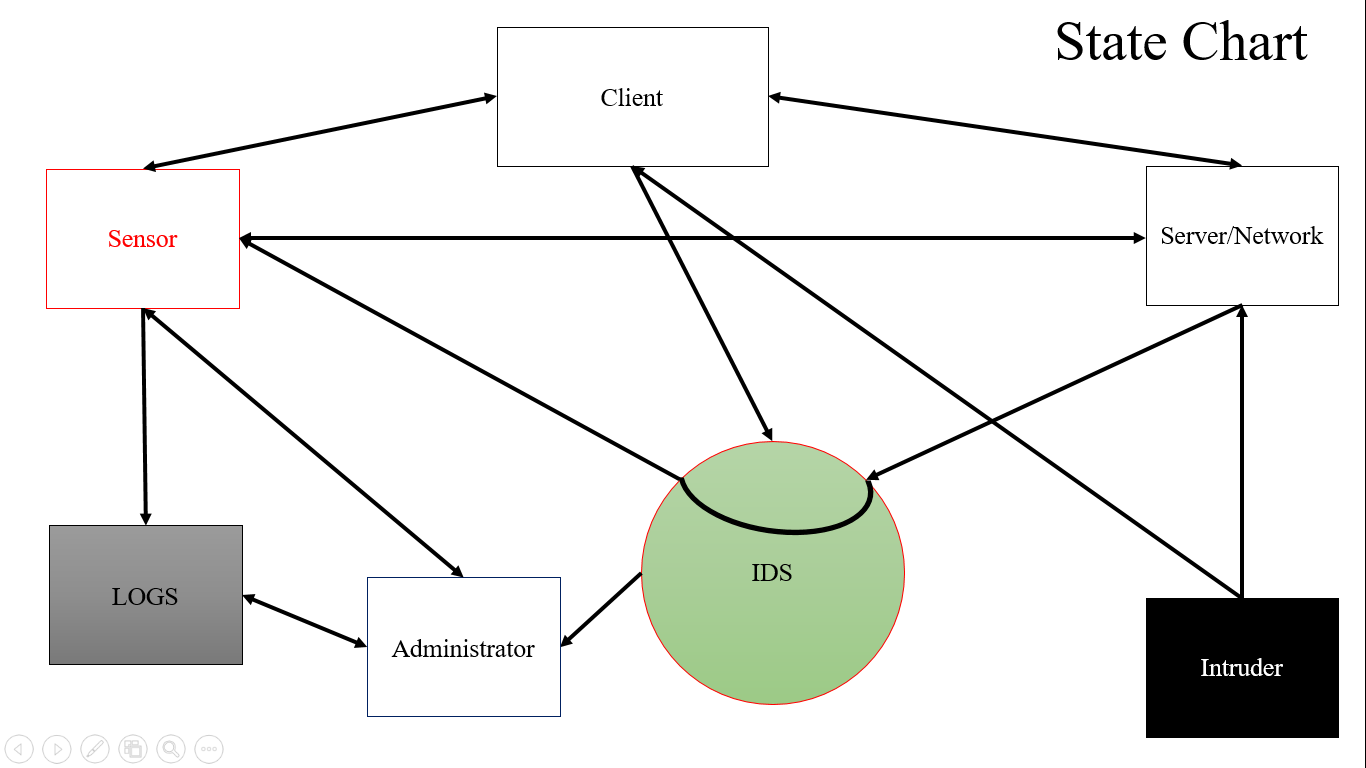 State Chart
Client
Sensor
Server/Network
LOGS
IDS
Administrator
Intruder